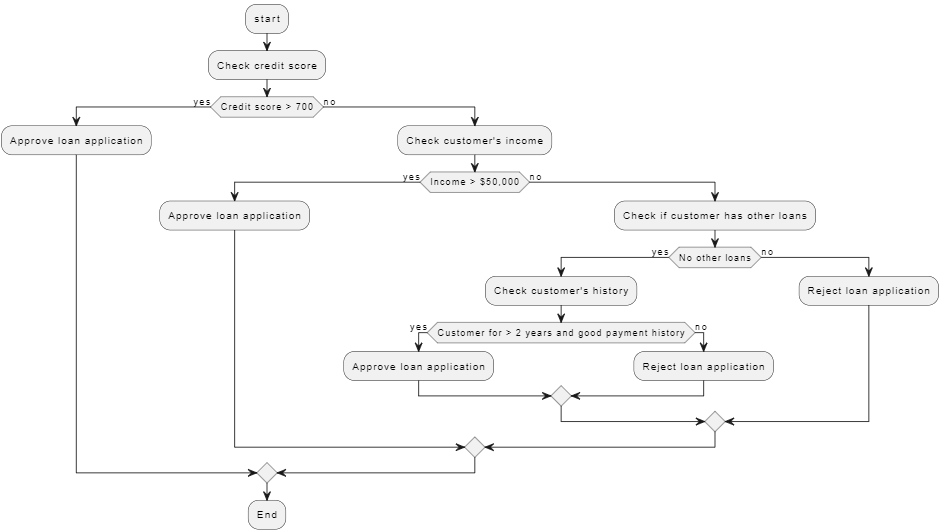 start
Check credit score
yes
Credit score > 700
no
Approve loan application
Check customer's income
yes
Income > $50,000
no
Approve loan application
Check if customer has other loans
yes
No other loans
no
Check customer's history
Reject loan application
yes
Customer for > 2 years and good payment history
no
Approve loan application
Reject loan application
End